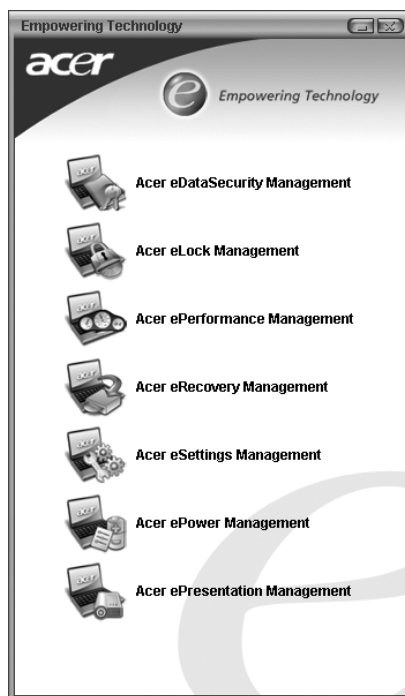 Empowering Technology
acer
e Empowering Technology
Acer eDataSecurity Management
Acer eLock Management
Acer ePerformance Management
Acer eRecovery Management
Acer eSettings Management
Acer ePower Management
Acer ePresentation Management